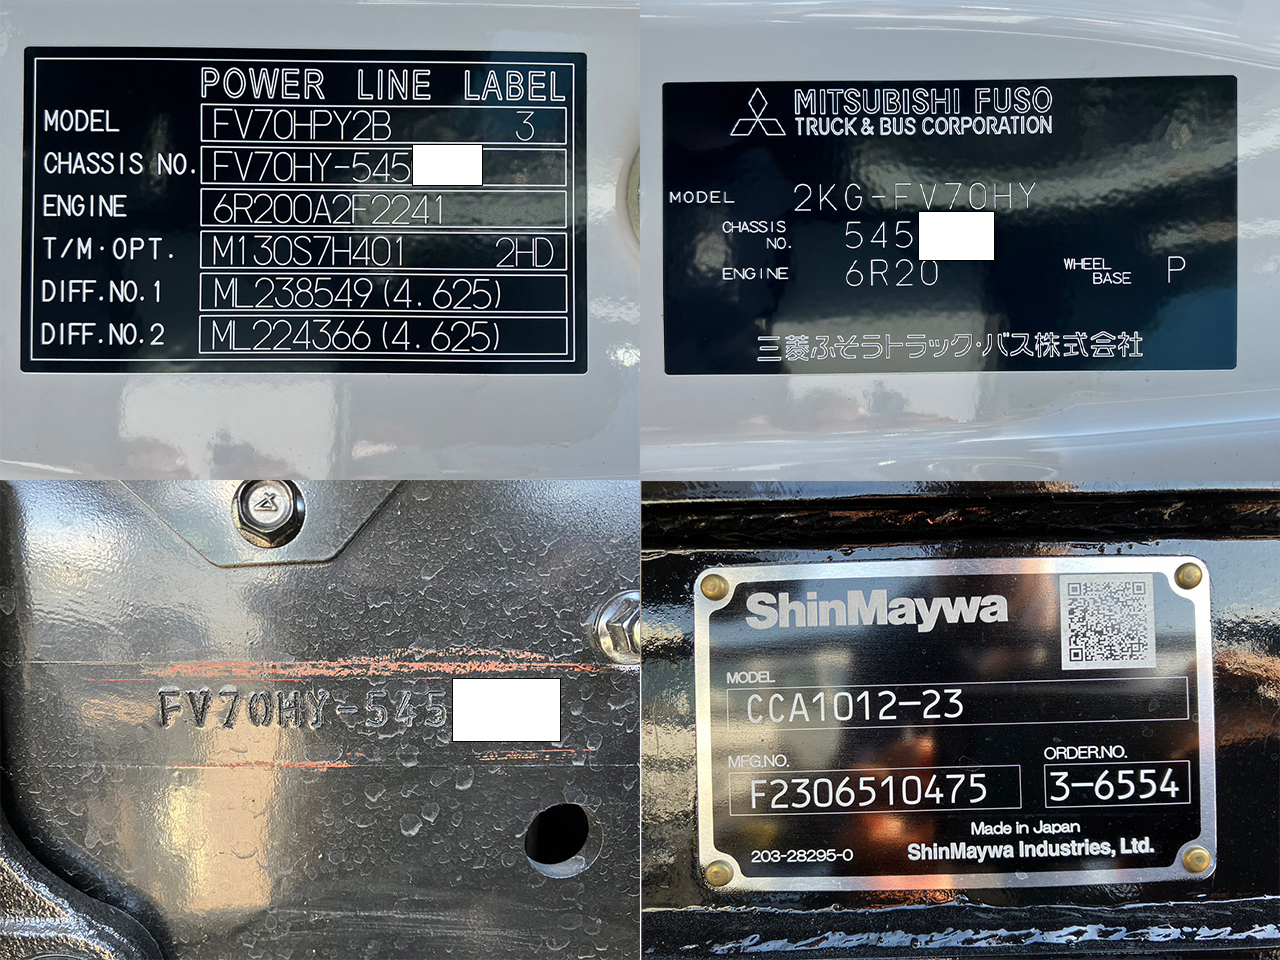 POWER LINE LABEL
MODEL FV70HPY2B 3
CHASSIS NO. FV70HY-545
ENGINE 6R200A2F2241
T/M·OPT. M130S7H401 2HD
DIFF.NO.1 ML238549(4.625)
DIFF.NO.2 ML224366(4.625)
MITSUBISHI FUSO
TRUCK & BUS CORPORATION
MODEL 2KG-FV70HY
CHASSIS NO. 545
ENGINE 6R20 WHEEL BASE P
三菱ふそうトラック・バス株式会社
FV70HY-545
ShinMaywa
MODEL
CCA1012-23
MFG.NO. ORDER.NO.
F2306510475 3-6554
Made in Japan
203-28295-0 ShinMaywa Industries, Ltd.